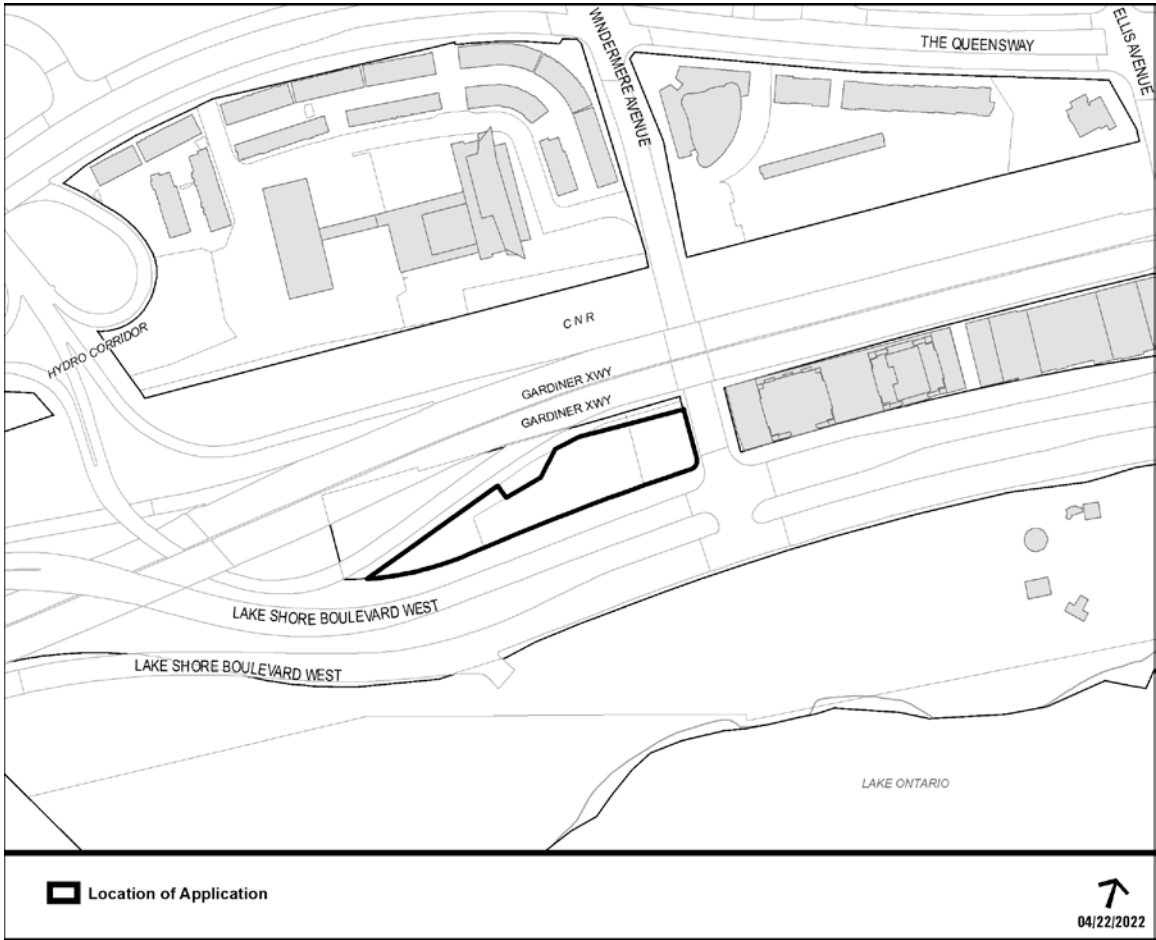 WINDERMERE AVENUE
THE QUEENSWAY
ELLIS AVENUE
HYDRO CORRIDOR
C N R
GARDINER XWY
GARDINER XWY
LAKE SHORE BOULEVARD WEST
LAKE SHORE BOULEVARD WEST
LAKE ONTARIO
Location of Application
04/22/2022